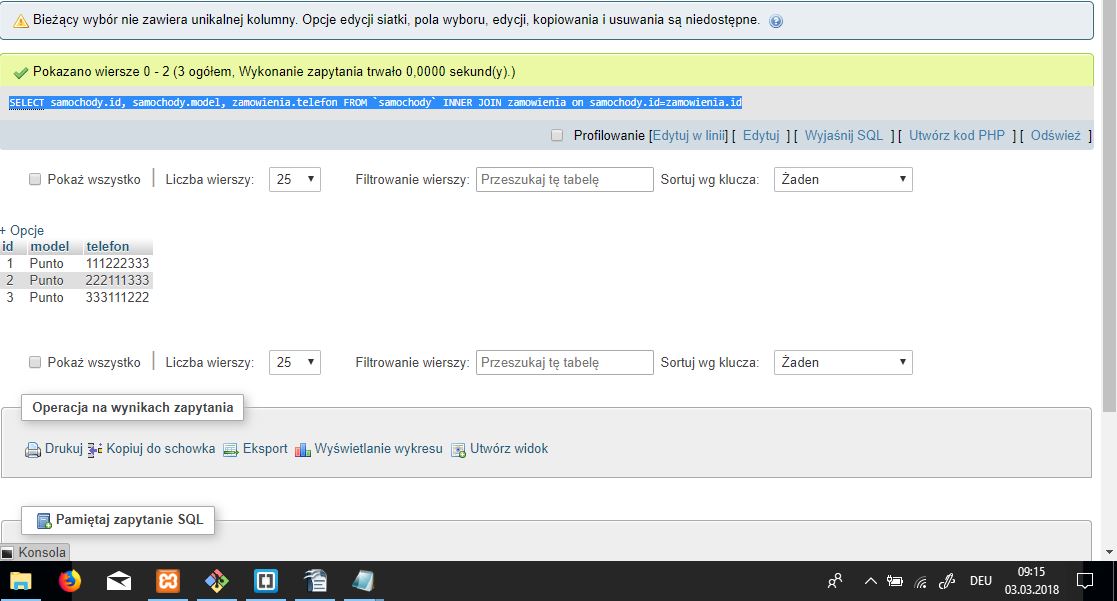 Bieżący wybór nie zawiera unikalnej kolumny. Opcje edycji siatki, pola wyboru, edycji, kopiowania i usuwania są niedostępne.
Pokazano wiersze 0 - 2 (3 ogółem, Wykonanie zapytania trwało 0,0000 sekund(y).)
SELECT samochody.id, samochody.model, zamowienia.telefon FROM `samochody` INNER JOIN zamowienia on samochody.id=zamowienia.id
Profilowanie [Edytuj w linii] [ Edytuj ] [ Wyjaśnij SQL ] [ Utwórz kod PHP ] [ Odśwież ]
Pokaż wszystko | Liczba wierszy: 25 Filtrowanie wierszy: Przeszukaj tę tabelę Sortuj wg klucza: Żaden
+ Opcje
id model telefon
1 Punto 111222333
2 Punto 222111333
3 Punto 333111222
Pokaż wszystko | Liczba wierszy: 25 Filtrowanie wierszy: Przeszukaj tę tabelę Sortuj wg klucza: Żaden
Operacja na wynikach zapytania
Drukuj Kopiuj do schowka Eksport Wyświetlanie wykresu Utwórz widok
Pamiętaj zapytanie SQL
Konsola
DEU 09:15
03.03.2018